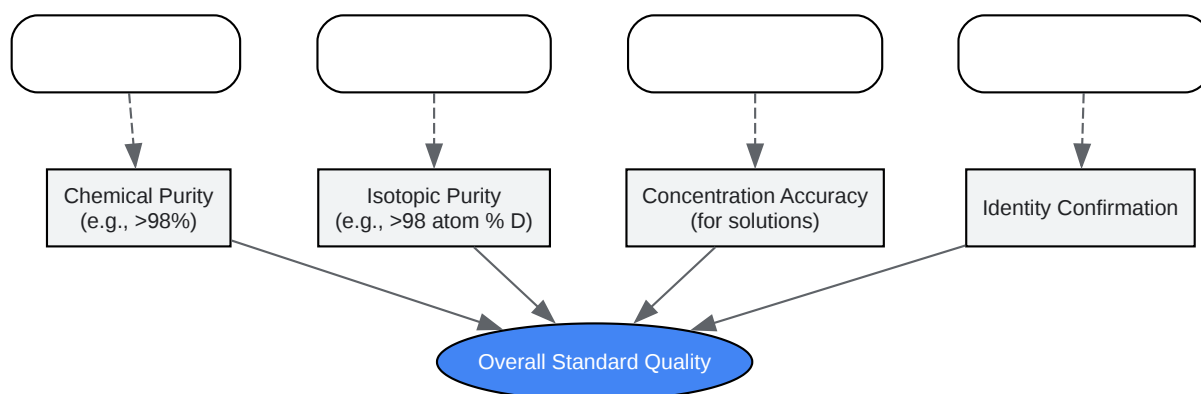 Chemical Purity
(e.g., >98%)
Isotopic Purity
(e.g., >98 atom % D)
Concentration Accuracy
(for solutions)
Identity Confirmation
Overall Standard Quality